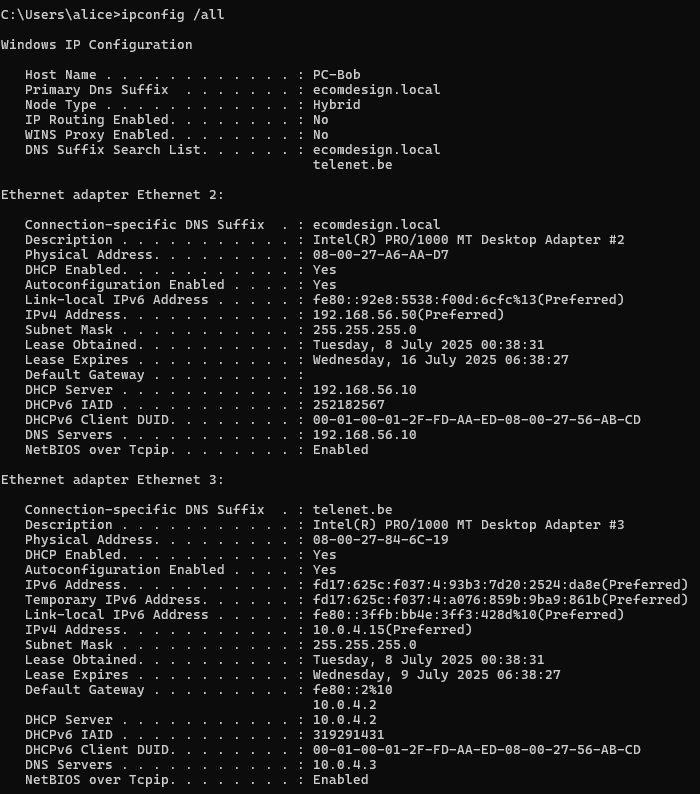 C:\Users\alice>ipconfig /all

Windows IP Configuration

   Host Name . . . . . . . . . . . . : PC-Bob
   Primary Dns Suffix  . . . . . . . : ecomdesign.local
   Node Type . . . . . . . . . . . . : Hybrid
   IP Routing Enabled. . . . . . . . : No
   WINS Proxy Enabled. . . . . . . . : No
   DNS Suffix Search List. . . . . . : ecomdesign.local
                                       telenet.be

Ethernet adapter Ethernet 2:

   Connection-specific DNS Suffix  . : ecomdesign.local
   Description . . . . . . . . . . . : Intel(R) PRO/1000 MT Desktop Adapter #2
   Physical Address. . . . . . . . . : 08-00-27-A6-AA-D7
   DHCP Enabled. . . . . . . . . . . : Yes
   Autoconfiguration Enabled . . . . : Yes
   Link-local IPv6 Address . . . . . : fe80::92e8:5538:f00d:6cfc%13(Preferred)
   IPv4 Address. . . . . . . . . . . : 192.168.56.50(Preferred)
   Subnet Mask . . . . . . . . . . . : 255.255.255.0
   Lease Obtained. . . . . . . . . . : Tuesday, 8 July 2025 00:38:31
   Lease Expires . . . . . . . . . . : Wednesday, 16 July 2025 06:38:27
   Default Gateway . . . . . . . . . :
   DHCP Server . . . . . . . . . . . : 192.168.56.10
   DHCPv6 IAID . . . . . . . . . . . : 252182567
   DHCPv6 Client DUID. . . . . . . . : 00-01-00-01-2F-FD-AA-ED-08-00-27-56-AB-CD
   DNS Servers . . . . . . . . . . . : 192.168.56.10
   NetBIOS over Tcpip. . . . . . . . : Enabled

Ethernet adapter Ethernet 3:

   Connection-specific DNS Suffix  . : telenet.be
   Description . . . . . . . . . . . : Intel(R) PRO/1000 MT Desktop Adapter #3
   Physical Address. . . . . . . . . : 08-00-27-84-6C-19
   DHCP Enabled. . . . . . . . . . . : Yes
   Autoconfiguration Enabled . . . . : Yes
   IPv6 Address. . . . . . . . . . . : fd17:625c:f037:4:93b3:7d20:2524:da8e(Preferred)
   Temporary IPv6 Address. . . . . . : fd17:625c:f037:4:a076:859b:9ba9:861b(Preferred)
   Link-local IPv6 Address . . . . . : fe80::3ffb:bb4e:3ff3:428d%10(Preferred)
   IPv4 Address. . . . . . . . . . . : 10.0.4.15(Preferred)
   Subnet Mask . . . . . . . . . . . : 255.255.255.0
   Lease Obtained. . . . . . . . . . : Tuesday, 8 July 2025 00:38:31
   Lease Expires . . . . . . . . . . : Wednesday, 9 July 2025 06:38:27
   Default Gateway . . . . . . . . . : fe80::2%10
                                       10.0.4.2
   DHCP Server . . . . . . . . . . . : 10.0.4.2
   DHCPv6 IAID . . . . . . . . . . . : 319291431
   DHCPv6 Client DUID. . . . . . . . : 00-01-00-01-2F-FD-AA-ED-08-00-27-56-AB-CD
   DNS Servers . . . . . . . . . . . : 10.0.4.3
   NetBIOS over Tcpip. . . . . . . . : Enabled